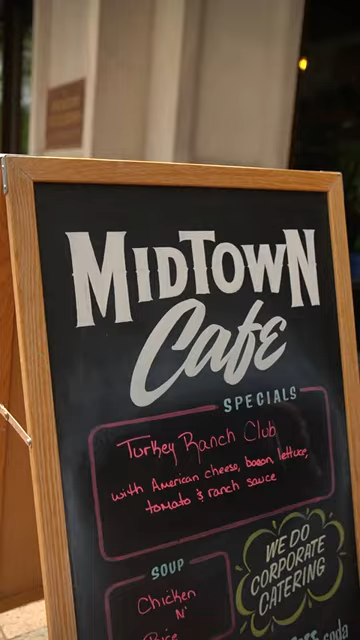 MIDTOWN
Cafe
SPECIALS
Turkey Ranch Club
with American cheese, bacon, lettuce,
tomato & ranch sauce
SOUP
Chicken
N'
WE DO
CORPORATE
CATERING